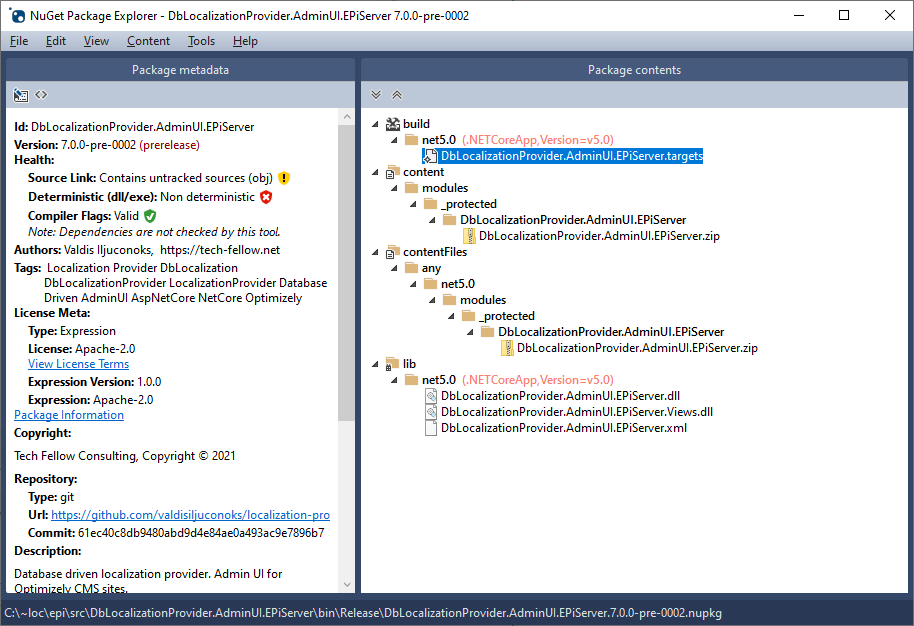 NuGet Package Explorer - DbLocalizationProvider.AdminUI.EPiServer 7.0.0-pre-0002
File Edit View Content Tools Help
Package metadata
Id: DbLocalizationProvider.AdminUI.EPiServer
Version: 7.0.0-pre-0002 (prerelease)
Health:
Source Link: Contains untracked sources (obj)
Deterministic (dll/exe): Non deterministic
Compiler Flags: Valid
Note: Dependencies are not checked by this tool.
Authors: Valdis Iljuconoks, https://tech-fellow.net
Tags: Localization Provider DbLocalization
DbLocalizationProvider LocalizationProvider Database
Driven AdminUI AspNetCore NetCore Optimizely
License Meta:
Type: Expression
License: Apache-2.0
View License Terms
Expression Version: 1.0.0
Expression: Apache-2.0
Package Information
Copyright:
Tech Fellow Consulting, Copyright © 2021
Repository:
Type: git
Url: https://github.com/valdisiljuconoks/localization-pro
Commit: 61ec40c8db9480abd9d4e84ae0a493ac9e7896b7
Description:
Database driven localization provider. Admin UI for
Optimizely CMS sites.
Package contents
build
net5.0 (.NETCoreApp,Version=v5.0)
DbLocalizationProvider.AdminUI.EPiServer.targets
content
modules
_protected
DbLocalizationProvider.AdminUI.EPiServer
DbLocalizationProvider.AdminUI.EPiServer.zip
contentFiles
any
net5.0
modules
_protected
DbLocalizationProvider.AdminUI.EPiServer
DbLocalizationProvider.AdminUI.EPiServer.zip
lib
net5.0 (.NETCoreApp,Version=v5.0)
DbLocalizationProvider.AdminUI.EPiServer.dll
DbLocalizationProvider.AdminUI.EPiServer.Views.dll
DbLocalizationProvider.AdminUI.EPiServer.xml
C:\~loc\epi\src\DbLocalizationProvider.AdminUI.EPiServer\bin\Release\DbLocalizationProvider.AdminUI.EPiServer.7.0.0-pre-0002.nupkg